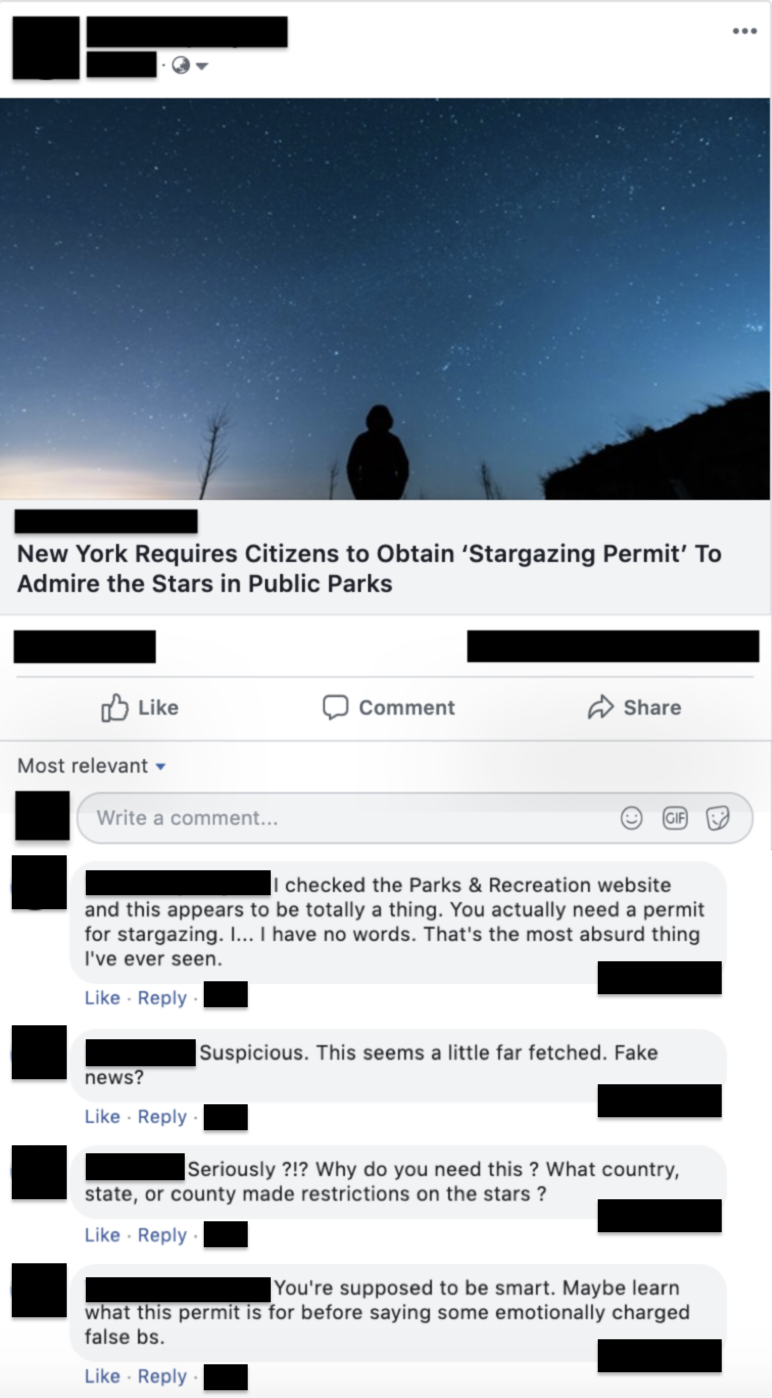 New York Requires Citizens to Obtain ‘Stargazing Permit’ To
Admire the Stars in Public Parks
Like
Comment
Share
Most relevant
Write a comment...
GIF
I checked the Parks & Recreation website
and this appears to be totally a thing. You actually need a permit
for stargazing. I... I have no words. That's the most absurd thing
I've ever seen.
Like · Reply ·
Suspicious. This seems a little far fetched. Fake
news?
Like · Reply ·
Seriously ?!? Why do you need this ? What country,
state, or county made restrictions on the stars ?
Like · Reply ·
You're supposed to be smart. Maybe learn
what this permit is for before saying some emotionally charged
false bs.
Like · Reply ·